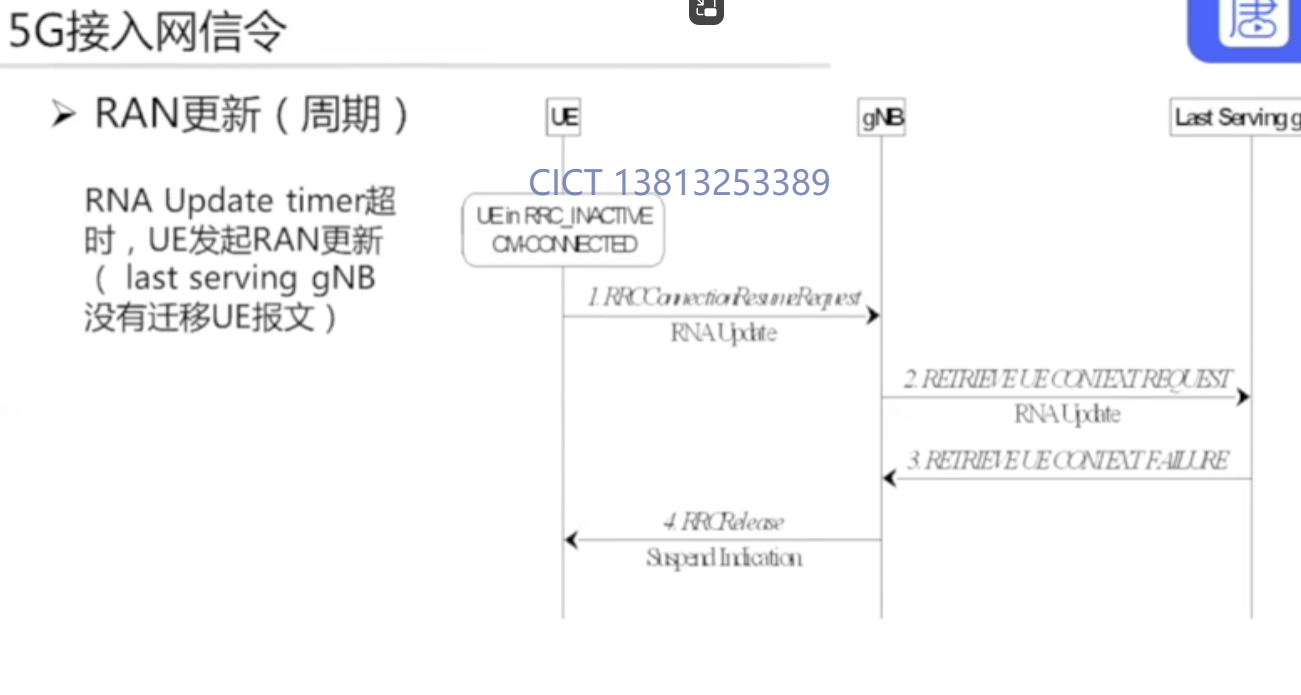 5G接入网信令
唐
➢ RAN更新（周期）
RNA Update timer超
时，UE发起RAN更新
（ last serving gNB
没有迁移UE报文）
UE
gNB
Last Serving g
CICT 13813253389
UE in RRC_INACTIVE
CM-CONNECTED
1. RRCConnectionResumeRequest
RNA Update
2. RETRIEVE UE CONTEXT REQUEST
RNA Update
3. RETRIEVE UE CONTEXT FAILURE
4. RRCRelease
Suspend Indication